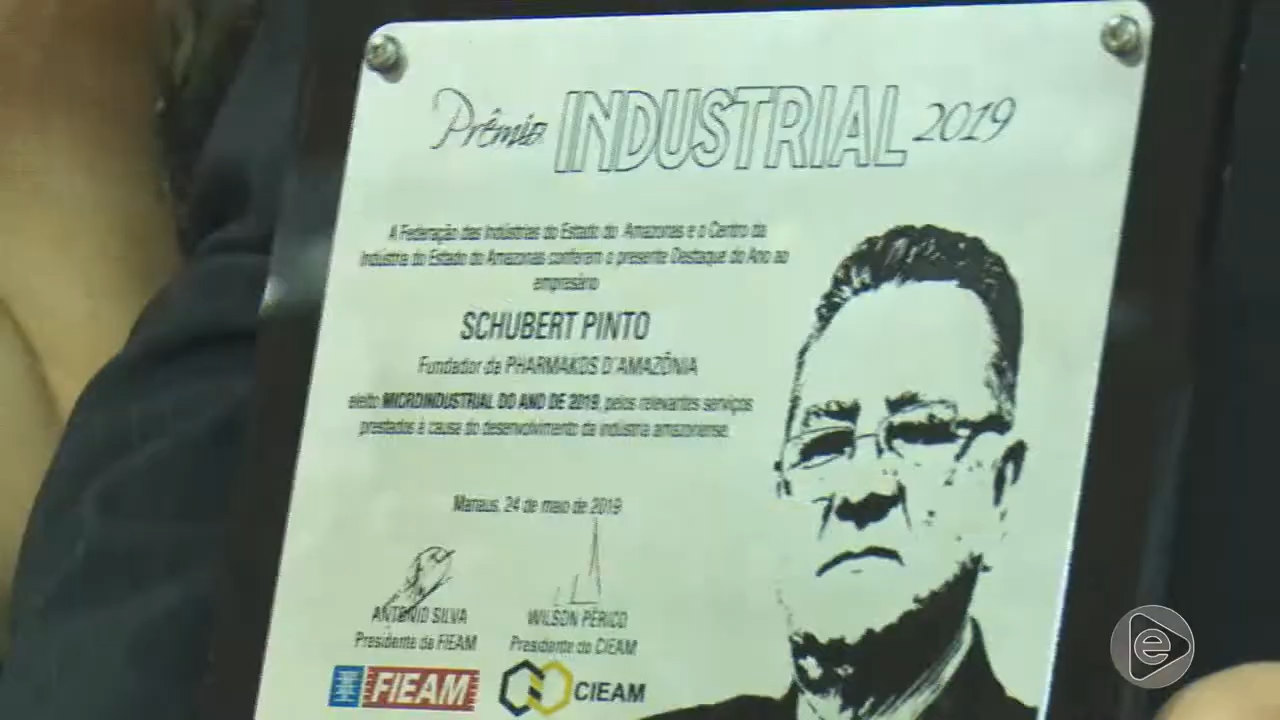 Prêmio INDUSTRIAL 2019
A Federação das Indústrias do Estado do Amazonas e o Centro da
Indústria do Estado do Amazonas conferem o presente Destaque do Ano ao
empresário
SCHUBERT PINTO
Fundador da PHARMAKOS D'AMAZÔNIA
eleito MICROINDUSTRIAL DO ANO DE 2019, pelos relevantes serviços
prestados à causa do desenvolvimento da indústria amazonense.
Manaus, 24 de maio de 2019
ANTONIO SILVA
Presidente da FIEAM
WILSON PÉRICO
Presidente do CIEAM
FIEAM
CIEAM
e